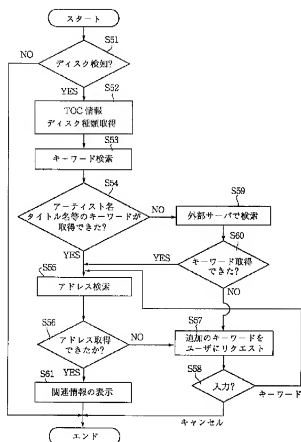 スタート
S51
NO
ディスク検知?
YES
S52
TOC情報
ディスク種類取得
S53
キーワード検索
S54
アーティスト名
タイトル名等のキーワードが
取得できた?
NO
S59
外部サーバで検索
S60
YES
キーワード取得
できた?
YES
S55
アドレス検索
NO
S56
アドレス取得
できたか?
NO
S57
追加のキーワードを
ユーザにリクエスト
YES
S58
S61
入力?
キーワード
関連情報の表示
キャンセル
エンド